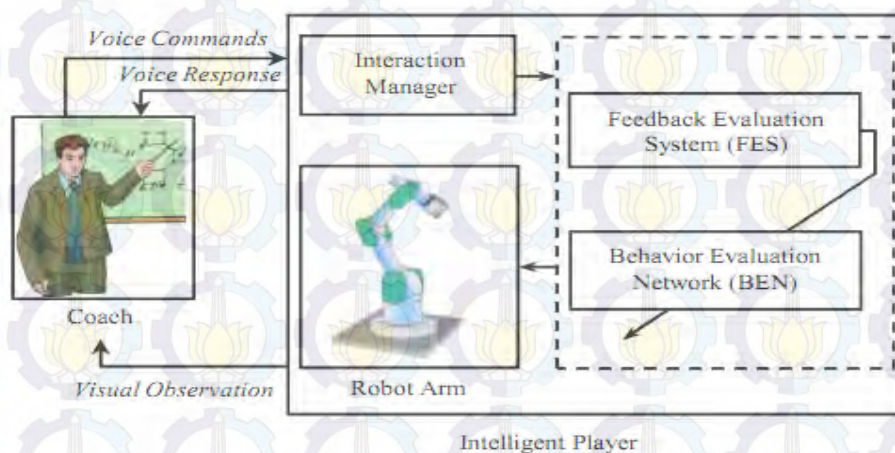 Voice Commands
Voice Response
Interaction
Manager
Feedback Evaluation
System (FES)
Behavior Evaluation
Network (BEN)
Coach
Visual Observation
Robot Arm
Intelligent Player